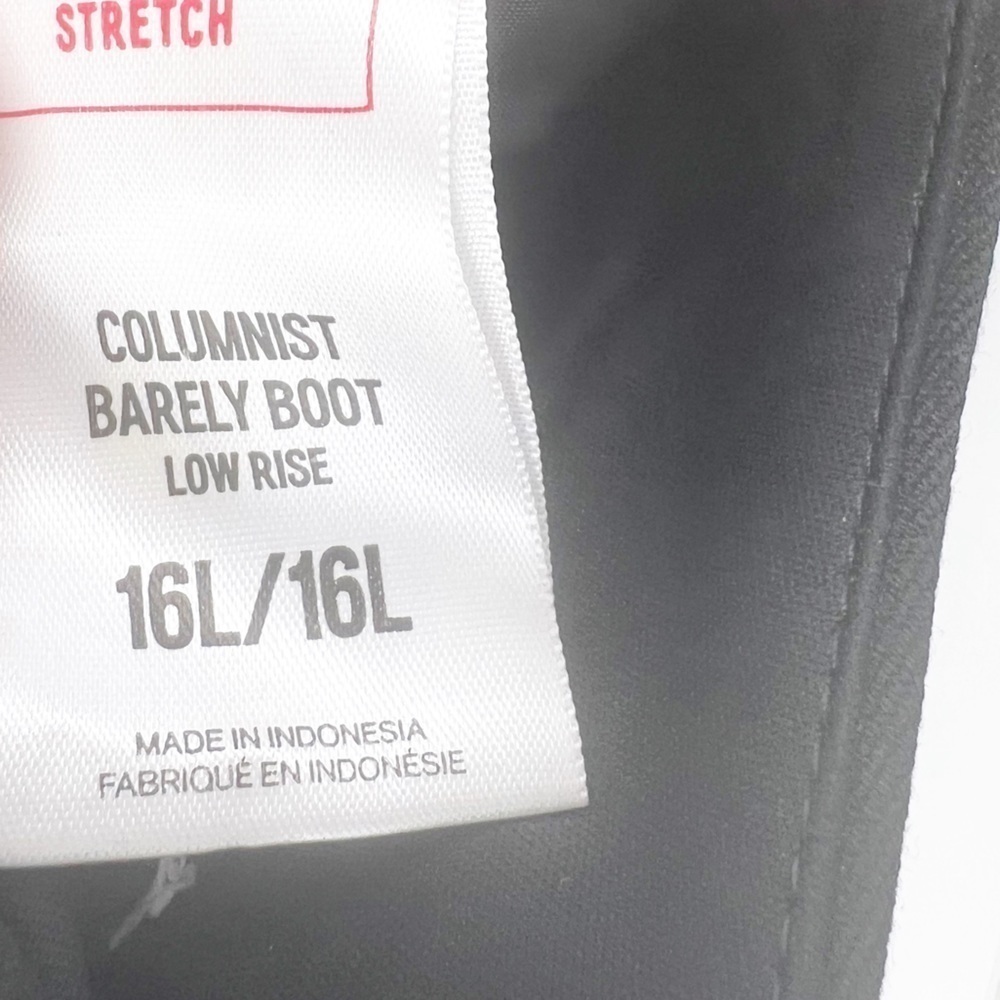 STRETCH
COLUMNIST
BARELY BOOT
LOW RISE
16L/16L
MADE IN INDONESIA
FABRIQUÉ EN INDONÉSIE